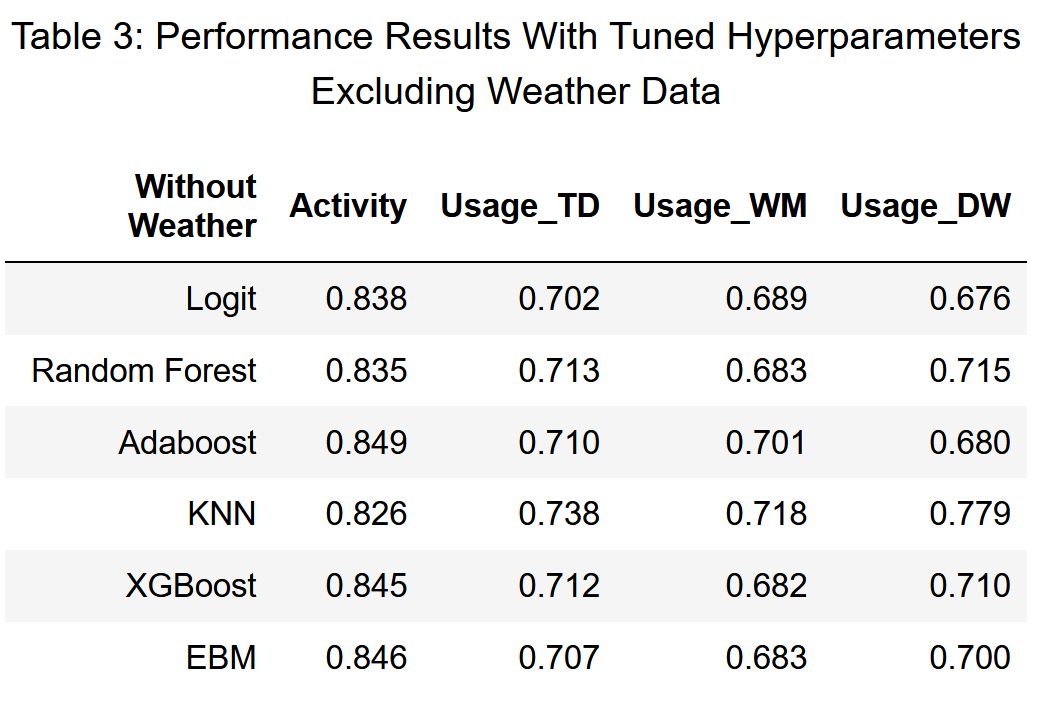 Table 3: Performance Results With Tuned Hyperparameters
Excluding Weather Data
Without
Weather Activity Usage_TD Usage_WM Usage_DW
Logit 0.838 0.702 0.689 0.676
Random Forest 0.835 0.713 0.683 0.715
Adaboost 0.849 0.710 0.701 0.680
KNN 0.826 0.738 0.718 0.779
XGBoost 0.845 0.712 0.682 0.710
EBM 0.846 0.707 0.683 0.700